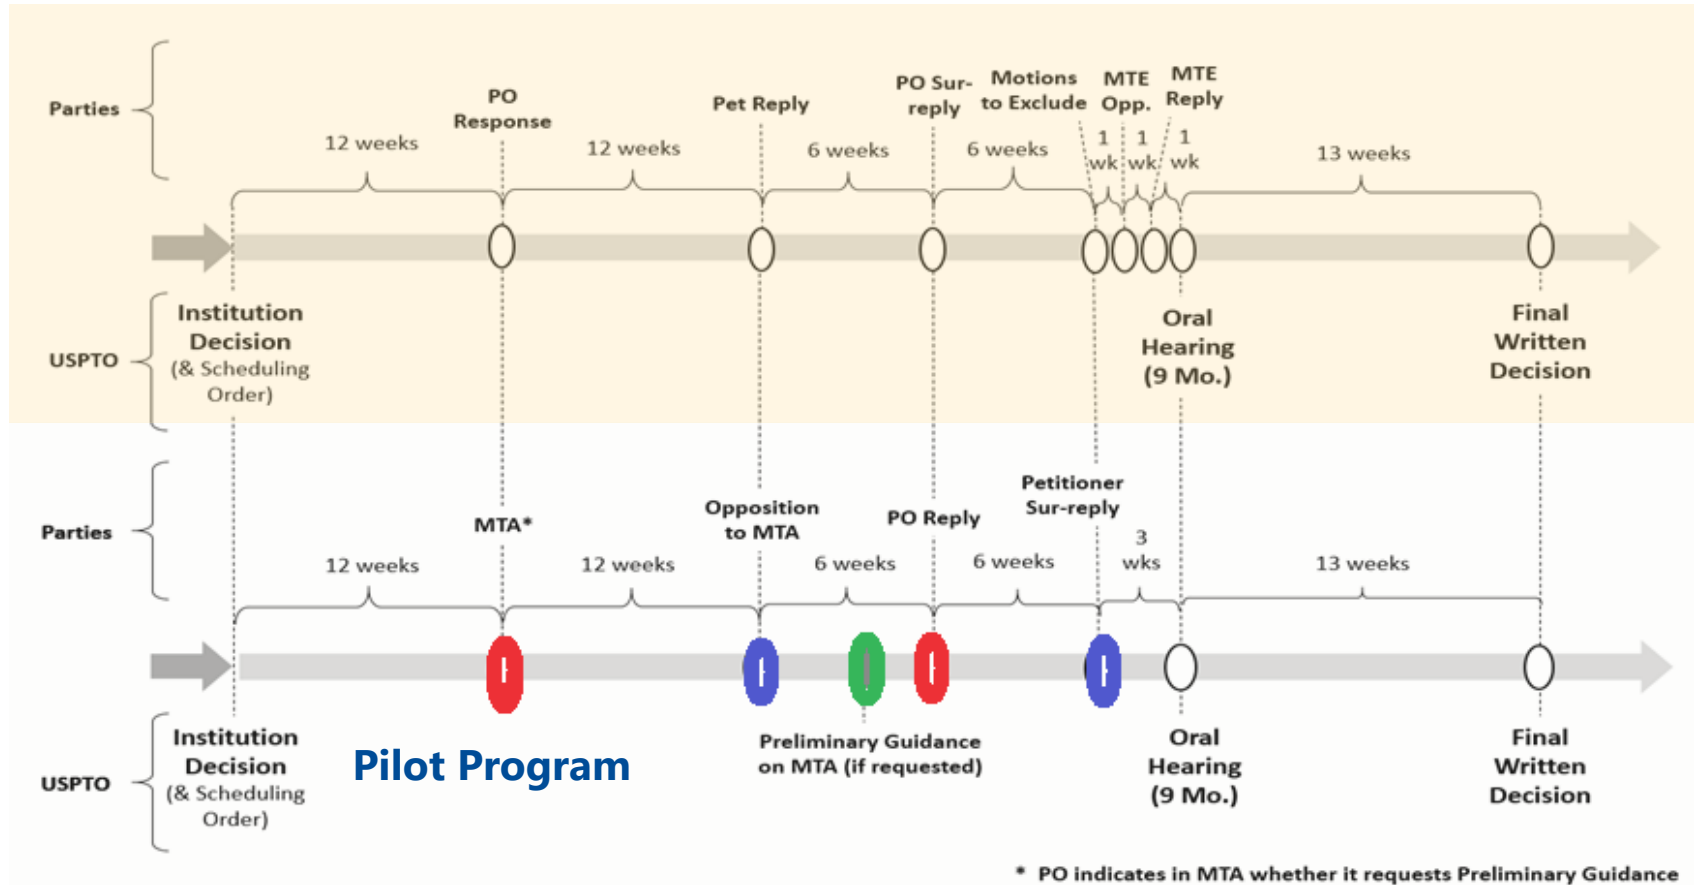 Parties
PO
Response
Pet Reply
PO Sur-
reply
Motions
to Exclude
MTE
Opp.
MTE
Reply
12 weeks
12 weeks
6 weeks
6 weeks
1
wk
1
wk
1
wk
13 weeks
USPTO
Institution
Decision
(& Scheduling
Order)
Oral
Hearing
(9 Mo.)
Final
Written
Decision
Parties
MTA*
Opposition
to MTA
PO Reply
Petitioner
Sur-reply
12 weeks
12 weeks
6 weeks
6 weeks
3
wks
13 weeks
USPTO
Institution
Decision
(& Scheduling
Order)
Pilot Program
Preliminary Guidance
on MTA (if requested)
Oral
Hearing
(9 Mo.)
Final
Written
Decision
* PO indicates in MTA whether it requests Preliminary Guidance